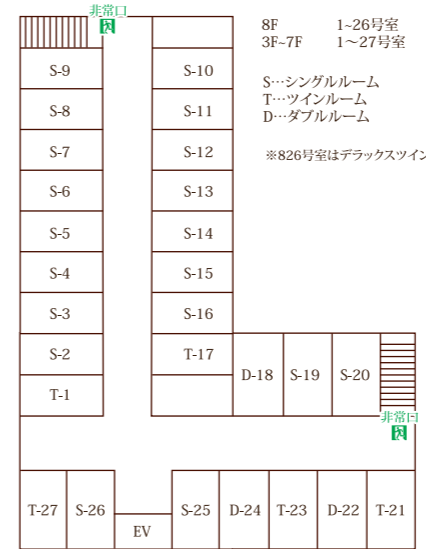 非常口
8F 1~26号室
3F~7F 1～27号室
S…シングルルーム
T…ツインルーム
D…ダブルルーム
※826号室はデラックスツイン
S-9 S-10
S-8 S-11
S-7 S-12
S-6 S-13
S-5 S-14
S-4 S-15
S-3 S-16
S-2 T-17
D-18 S-19 S-20
T-1
非常口
T-27 S-26 S-25 D-24 T-23 D-22 T-21
EV